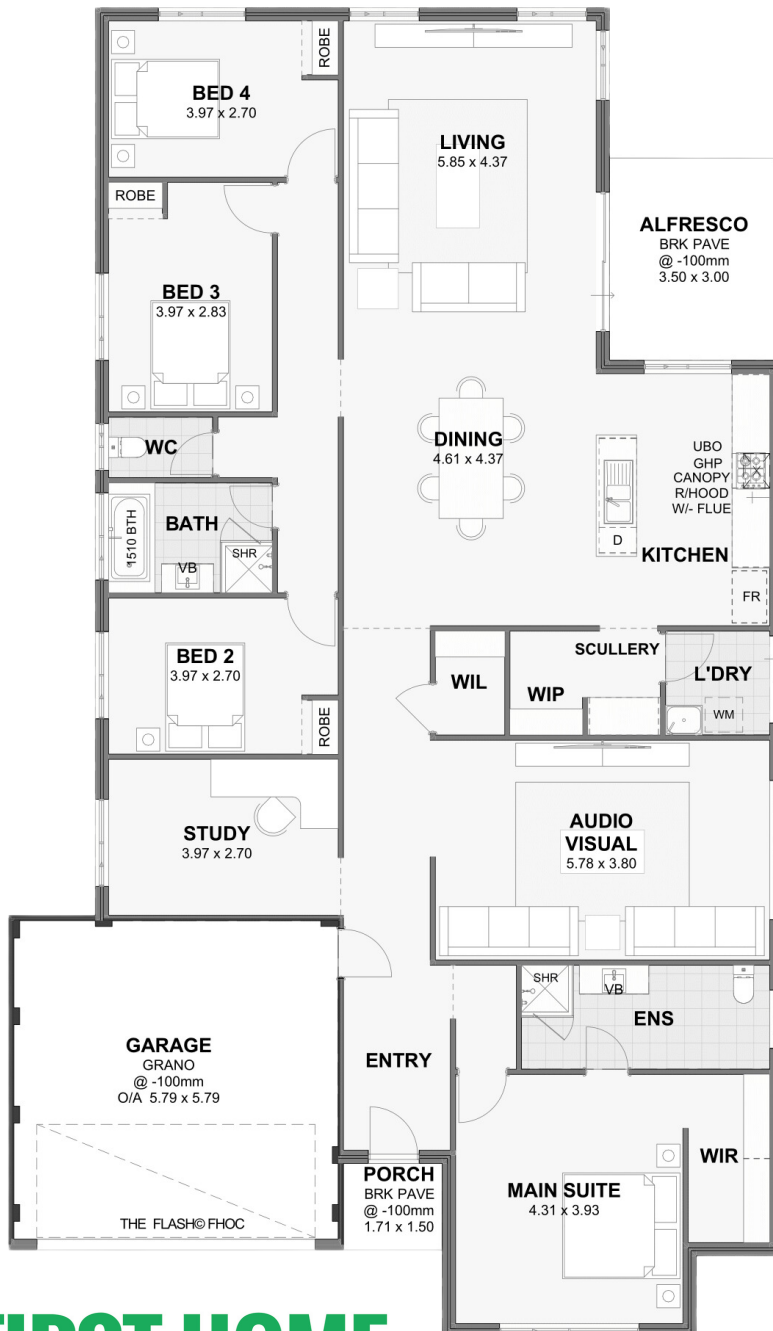 ROBE
BED 4
3.97 x 2.70
LIVING
5.85 x 4.37
ROBE
ALFRESCO
BRK PAVE
@ -100mm
3.50 x 3.00
BED 3
3.97 x 2.83
WC
DINING
4.61 x 4.37
UBO
GHP
CANOPY
R/HOOD
W/- FLUE
1510 BTH
BATH
SHR
VB
D
KITCHEN
FR
BED 2
3.97 x 2.70
ROBE
WIL
WIP
SCULLERY
L'DRY
WM
STUDY
3.97 x 2.70
AUDIO
VISUAL
5.78 x 3.80
SHR
VB
ENS
GARAGE
GRANO
@ -100mm
O/A 5.79 x 5.79
ENTRY
THE FLASH© FHOC
PORCH
BRK PAVE
@ -100mm
1.71 x 1.50
MAIN SUITE
4.31 x 3.93
WIR
FIRST HOME